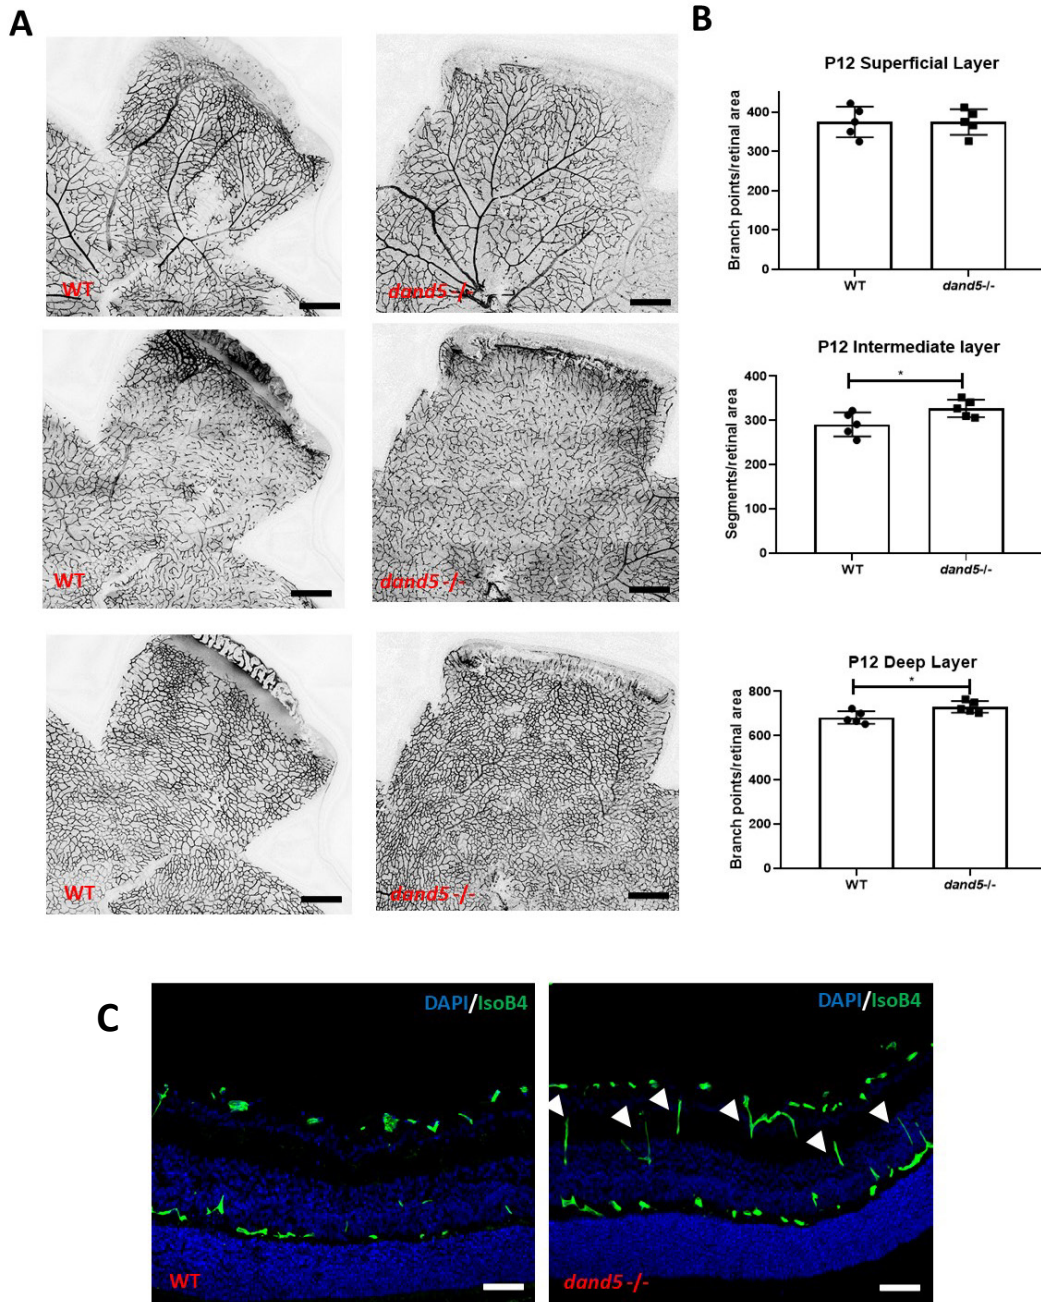 A
WT
dand5 -/-
WT
dand5 -/-
WT
dand5 -/-
B
P12 Superficial Layer
Branch points/retinal area
400
300
200
100
0
WT
dand5-/-
P12 Intermediate layer
*
Segments/retinal area
400
300
200
100
0
WT
dand5-/-
P12 Deep Layer
*
Branch points/retinal area
800
600
400
200
0
WT
dand5-/-
C
DAPI/IsoB4
WT
DAPI/IsoB4
dand5 -/-